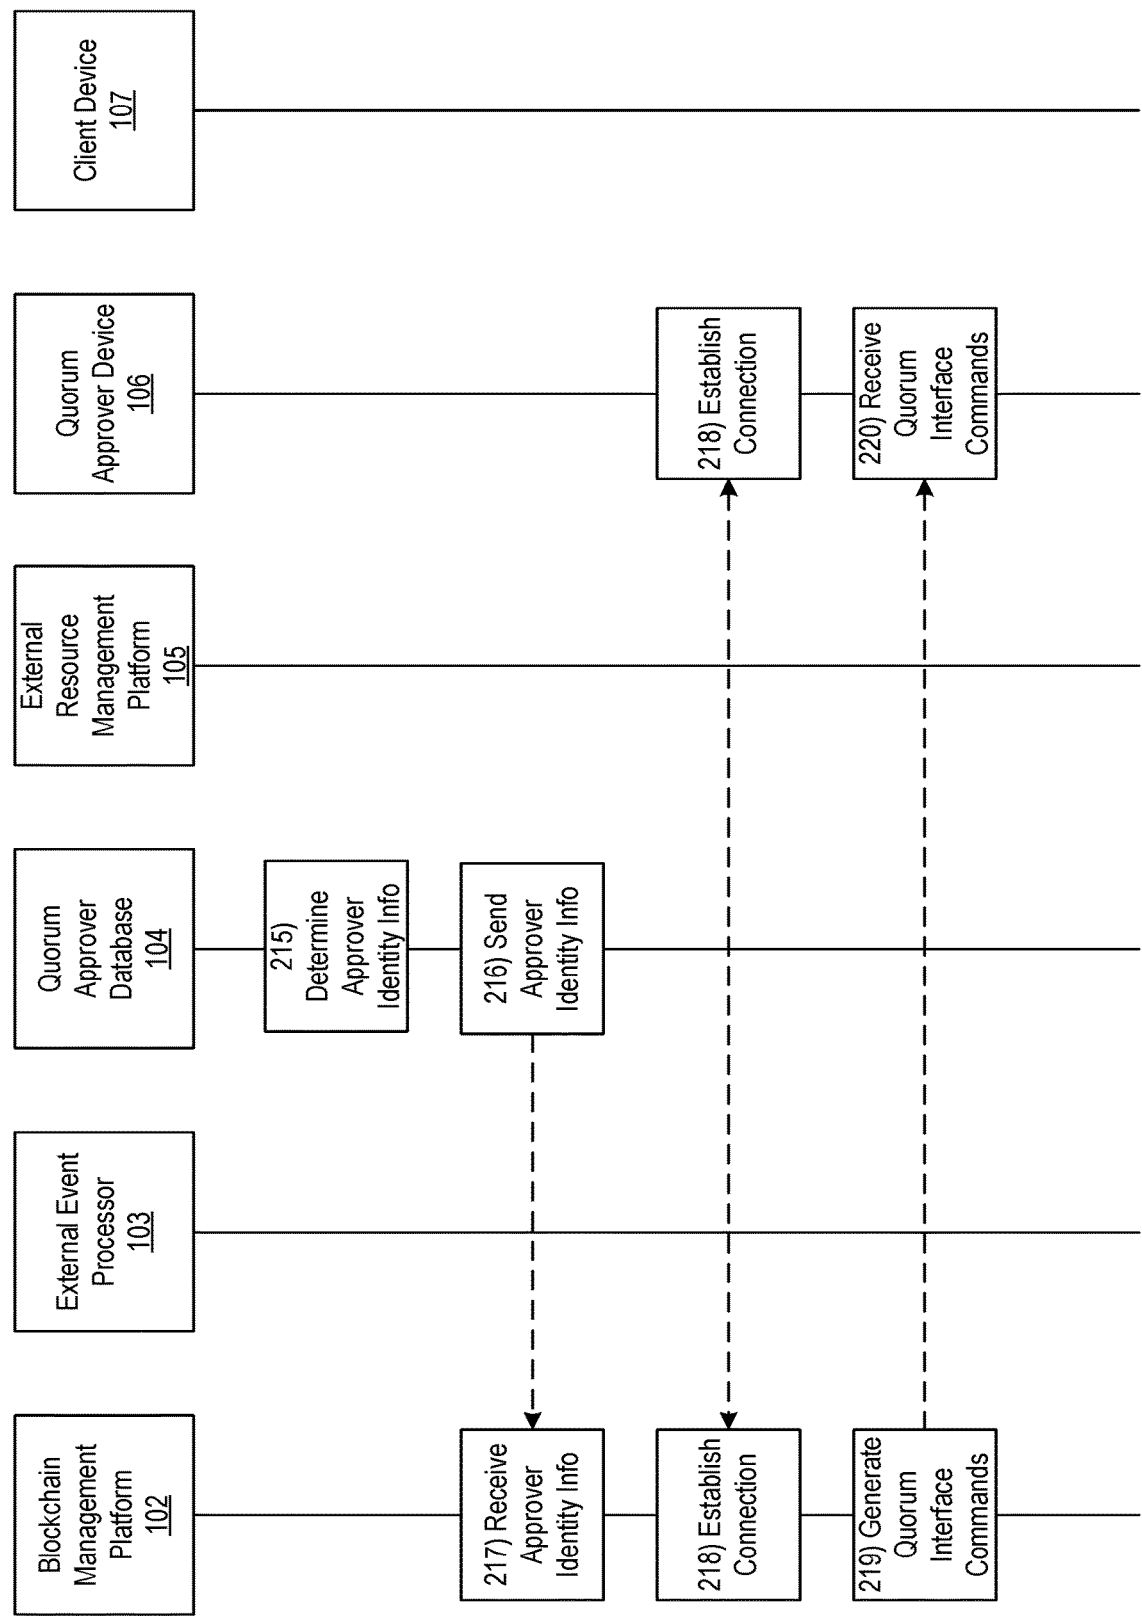 Blockchain
Management
Platform
102
External Event
Processor
103
Quorum
Approver
Database
104
External
Resource
Management
Platform
105
Quorum
Approver Device
106
Client Device
107
215)
Determine
Approver
Identity Info
217) Receive
Approver
Identity Info
216) Send
Approver
Identity Info
218) Establish
Connection
218) Establish
Connection
219) Generate
Quorum
Interface
Commands
220) Receive
Quorum
Interface
Commands